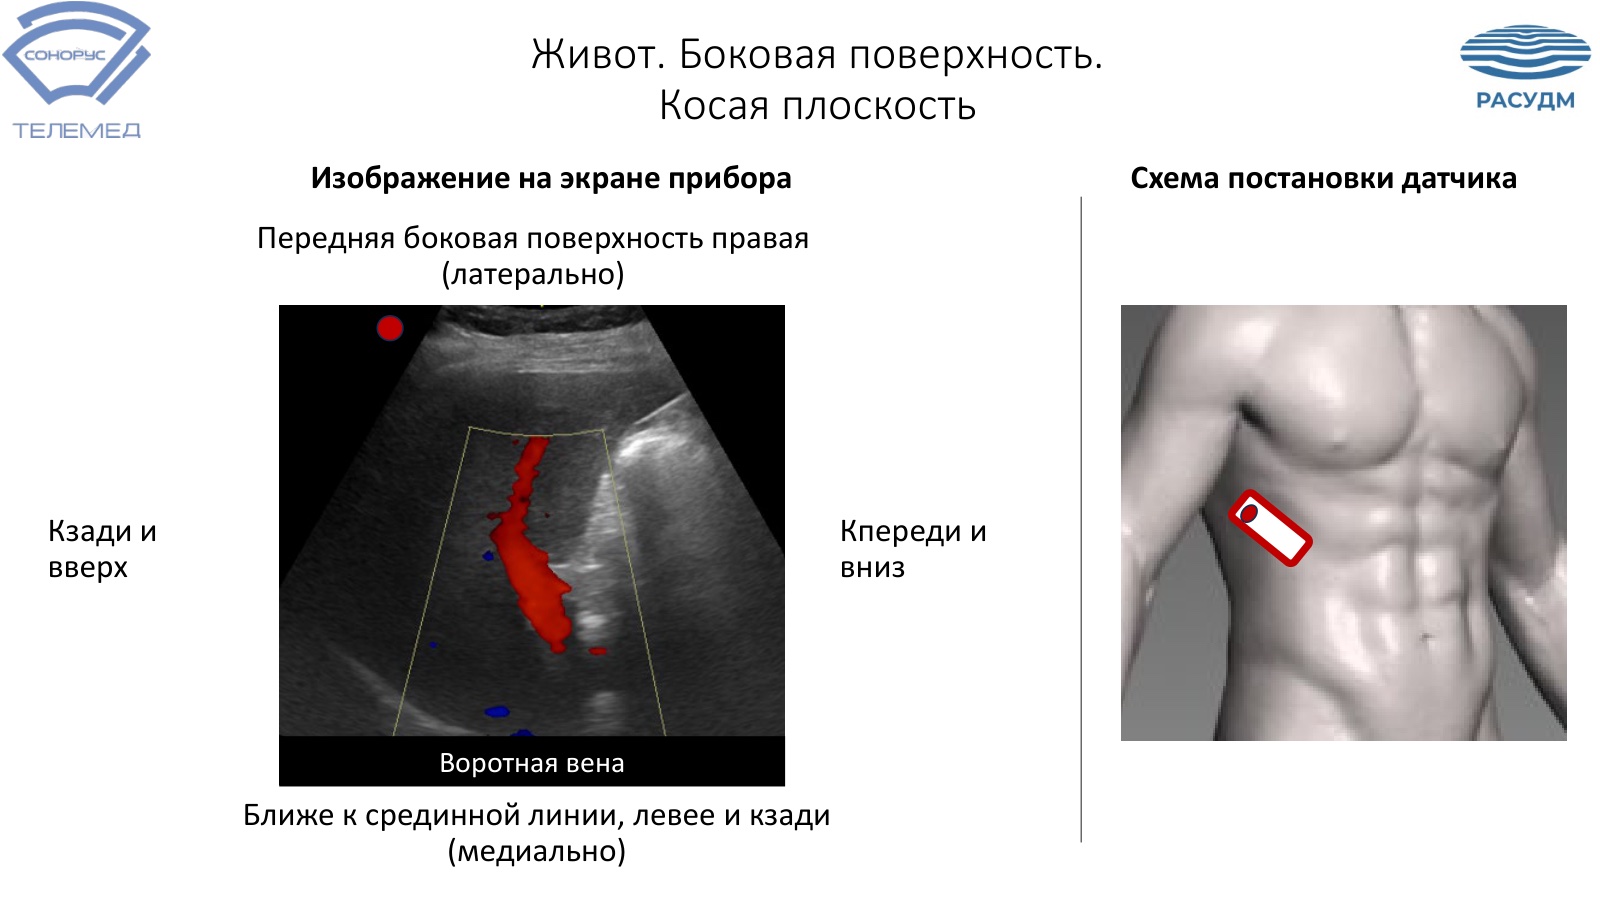 СОНОРУС
ТЕЛЕМЕД
Живот. Боковая поверхность.
Косая плоскость
РАСУДМ
Изображение на экране прибора
Схема постановки датчика
Передняя боковая поверхность правая
(латерально)
Кзади и
вверх
Кпереди и
вниз
Воротная вена
Ближе к срединной линии, левее и кзади
(медиально)